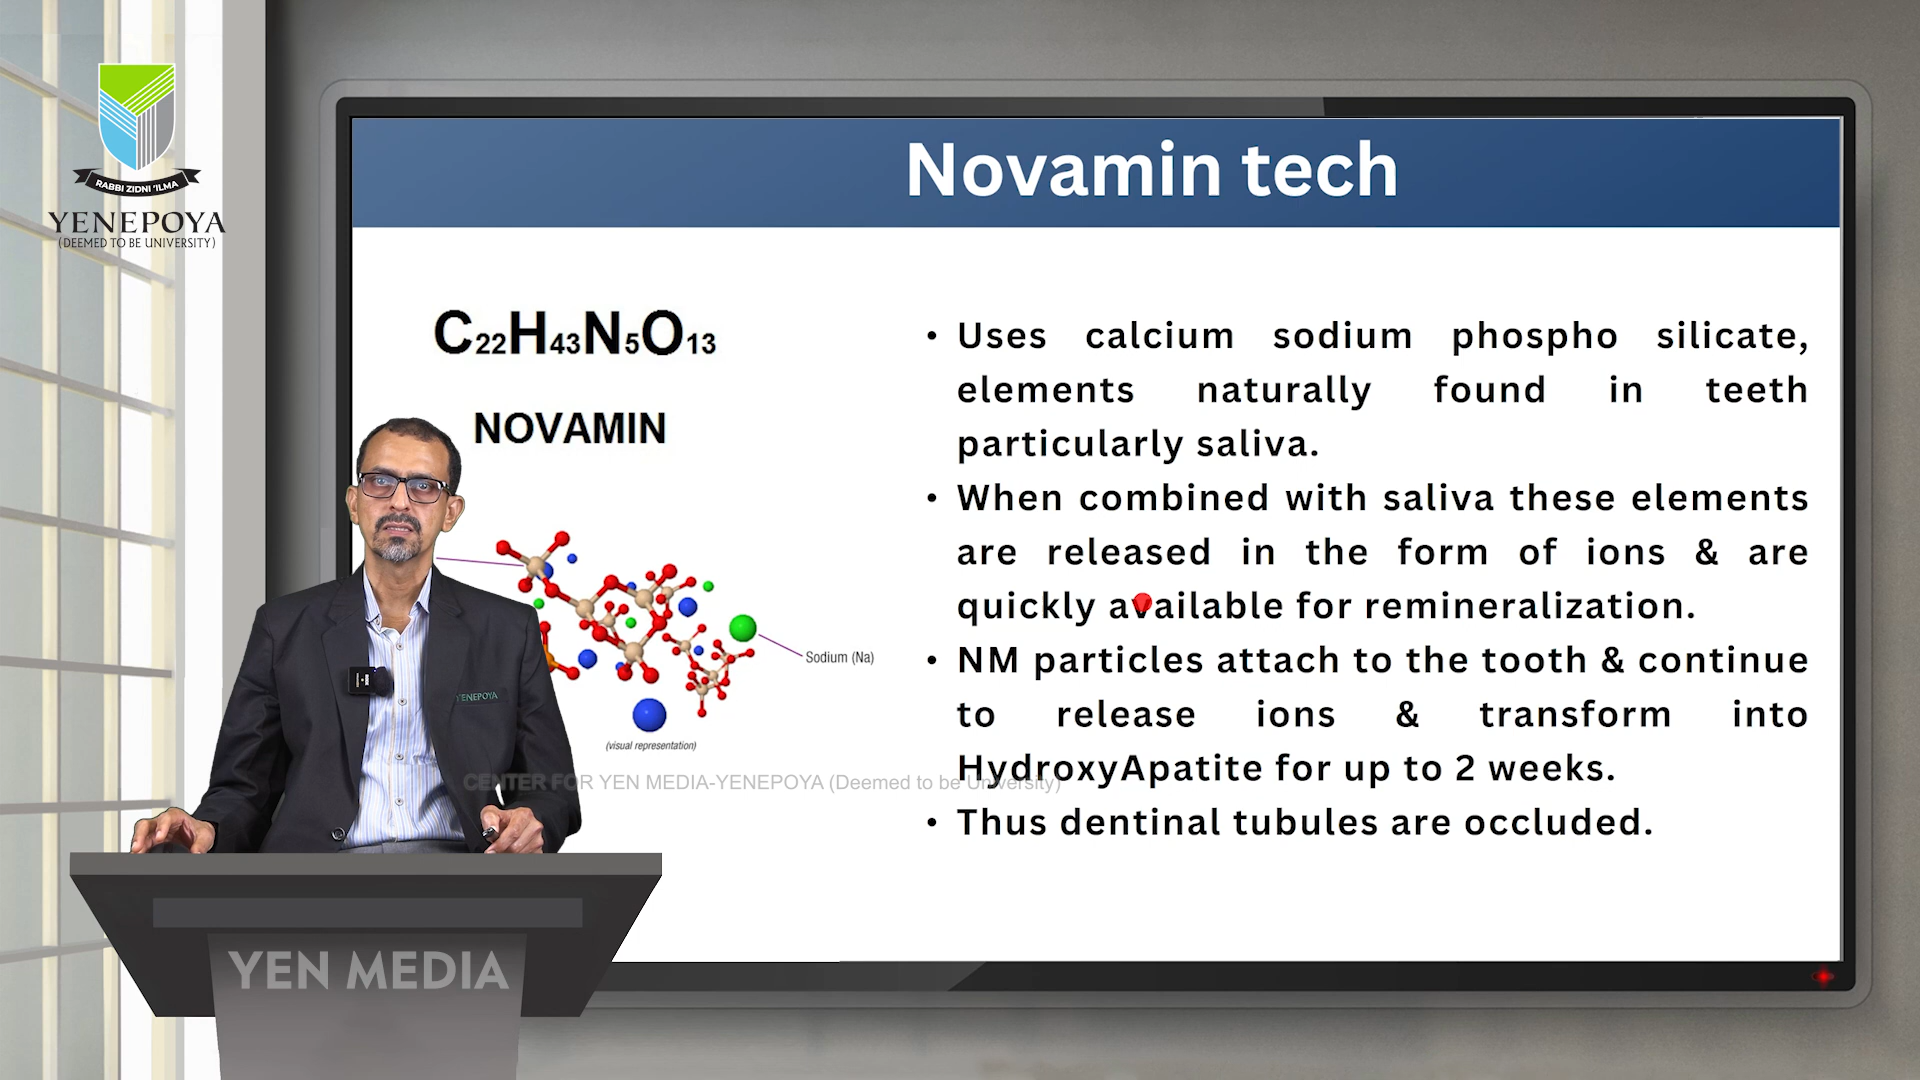 RABBI ZIDNI 'ILMA
YENEPOYA
(DEEMED TO BE UNIVERSITY)
Novamin tech
C22H43N5O13
NOVAMIN
Sodium (Na)
(visual representation)
• Uses calcium sodium phospho silicate,
elements naturally found in teeth
particularly saliva.
• When combined with saliva these elements
are released in the form of ions & are
quickly available for remineralization.
• NM particles attach to the tooth & continue
to release ions & transform into
HydroxyApatite for up to 2 weeks.
• Thus dentinal tubules are occluded.
YENEPOYA
CENTER FOR YEN MEDIA-YENEPOYA (Deemed to be University)
YEN MEDIA